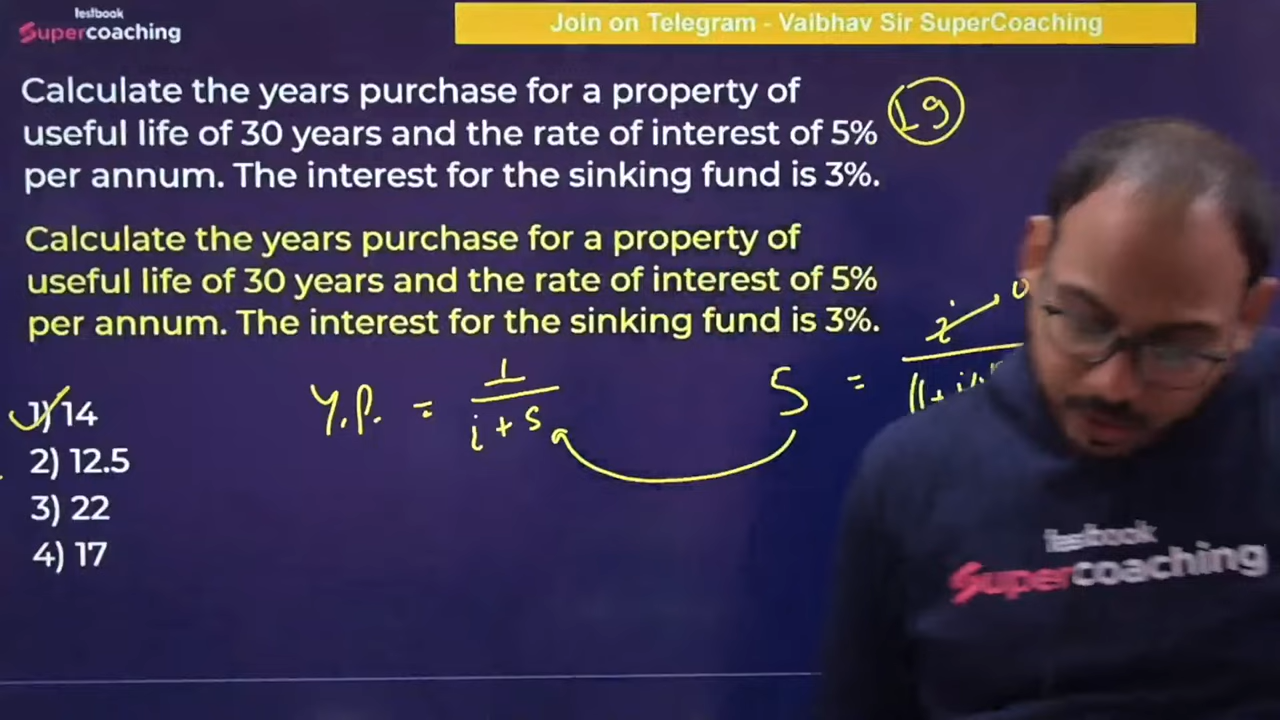 testbook
Supercoaching
Join on Telegram - Vaibhav Sir SuperCoaching
Calculate the years purchase for a property of
useful life of 30 years and the rate of interest of 5%
per annum. The interest for the sinking fund is 3%.
19
Calculate the years purchase for a property of
useful life of 30 years and the rate of interest of 5%
per annum. The interest for the sinking fund is 3%.
1) 14
2) 12.5
3) 22
4) 17
Y.P. = 1 / i + S
S = i / (1 + i)
testbook
Supercoaching